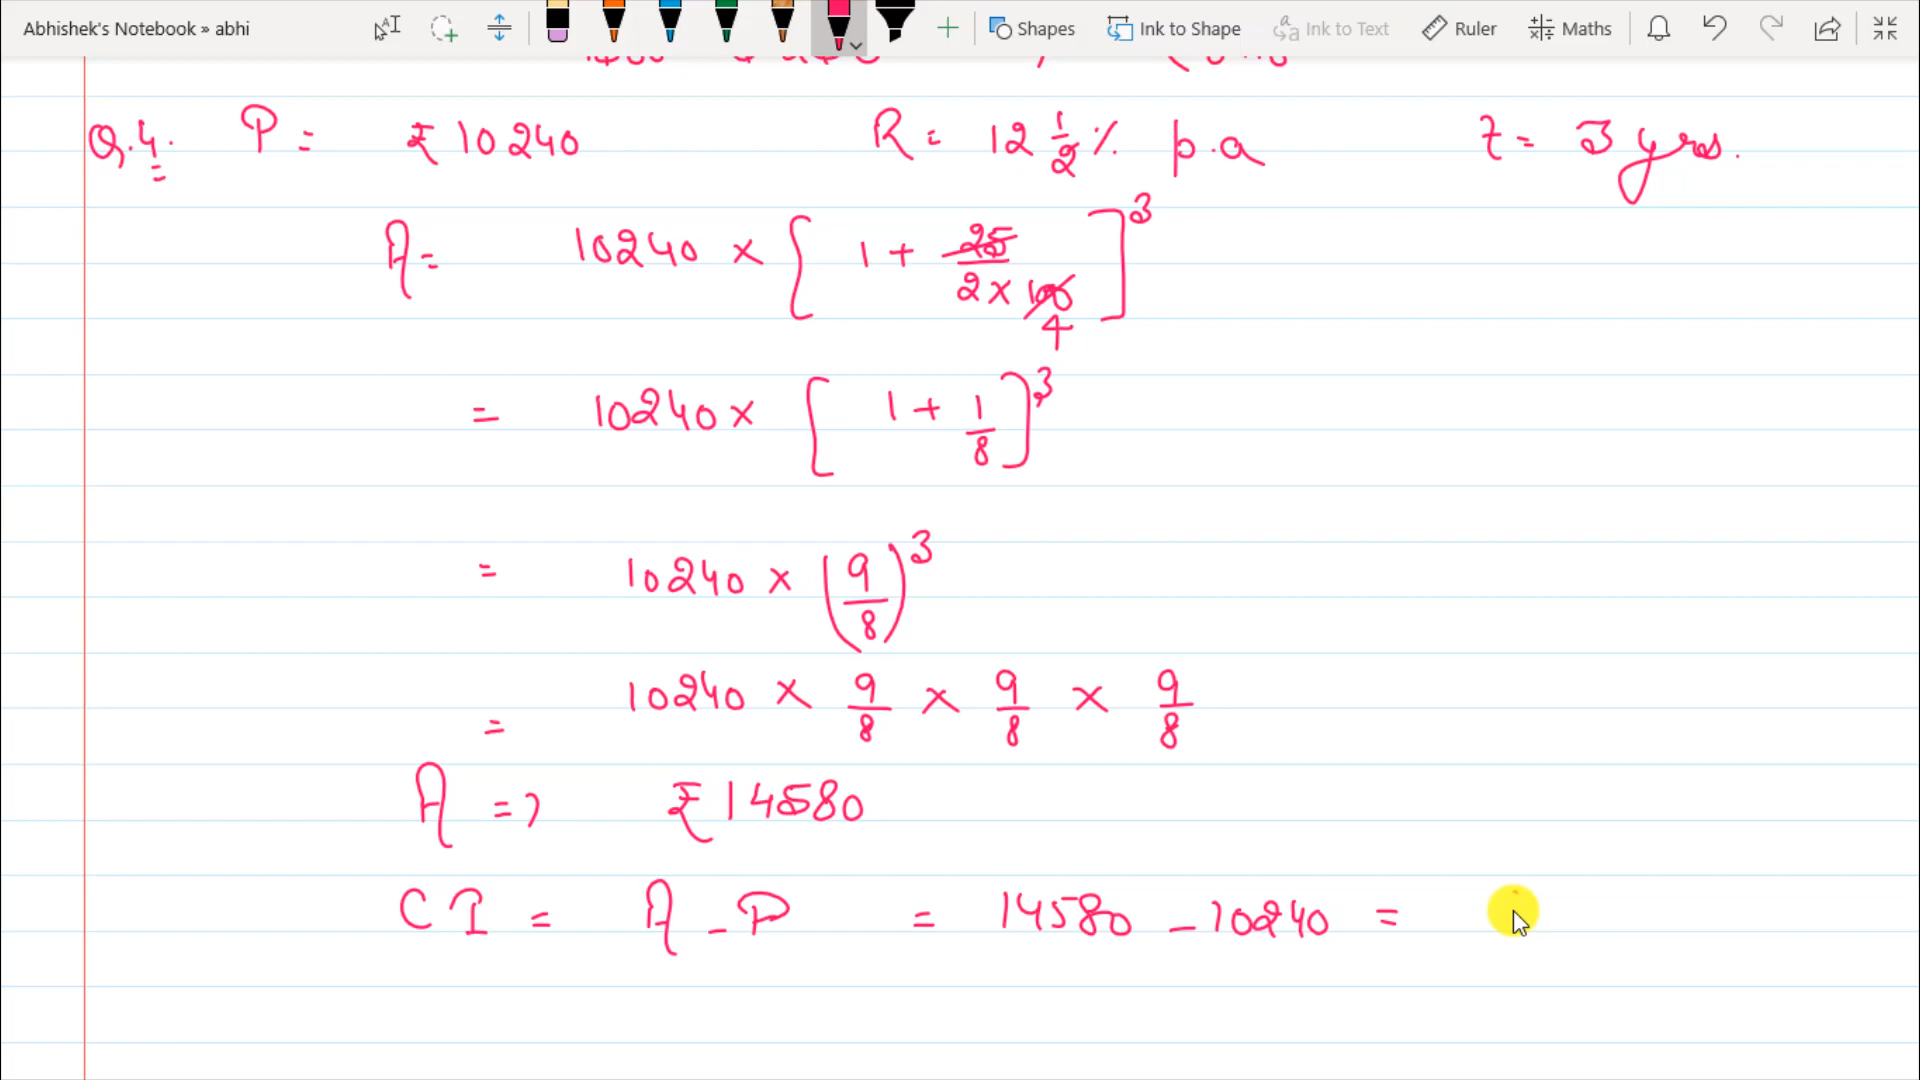 Abhishek's Notebook » abhi
Shapes Ink to Shape Ink to Text Ruler Maths
Q.4. P = ₹10240 R = 12 1/2 % p.a t = 3 yrs.
A = 10240 × [ 1 + 25/2×100 ]³
4
= 10240 × [ 1 + 1/8 ]³
= 10240 × (9/8)³
= 10240 × 9/8 × 9/8 × 9/8
A => ₹14580
CI = A - P = 14580 - 10240 =